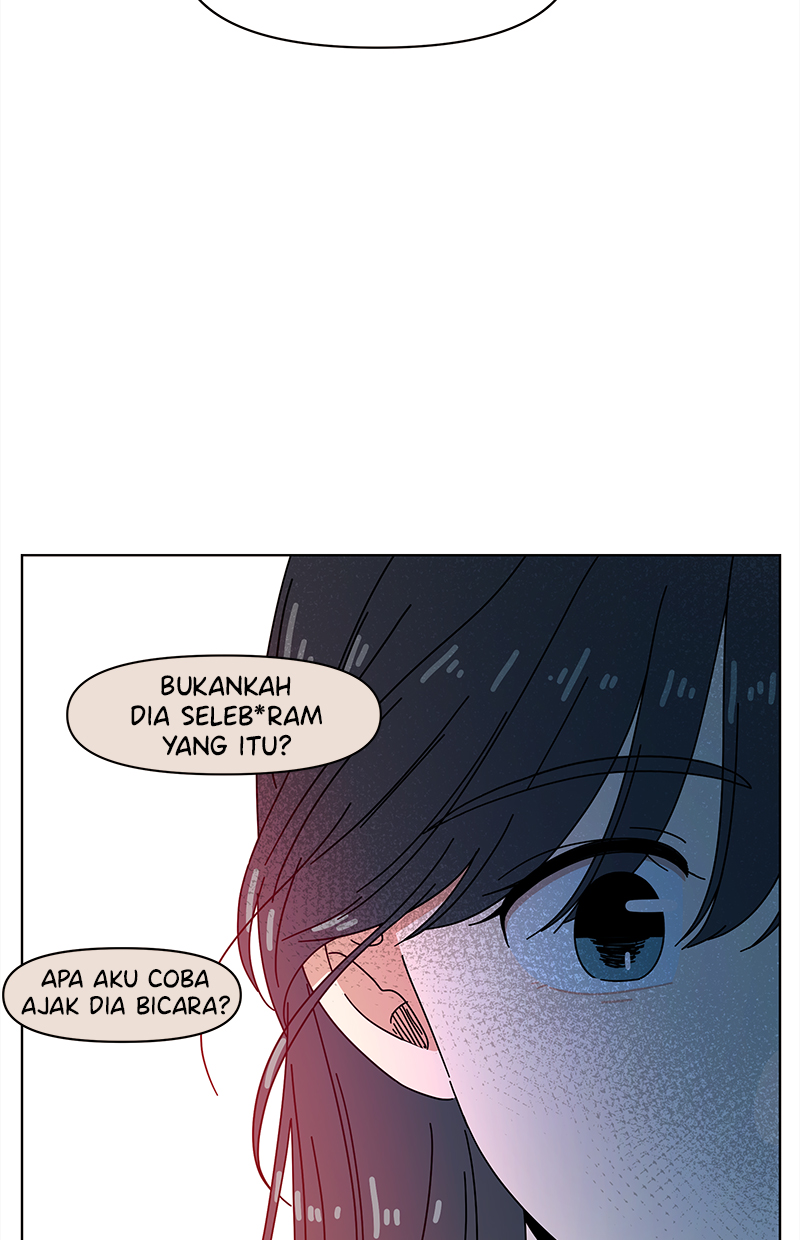 BUKANKAH
DIA SELEB*RAM
YANG ITU?
APA AKU COBA
AJAK DIA BICARA?